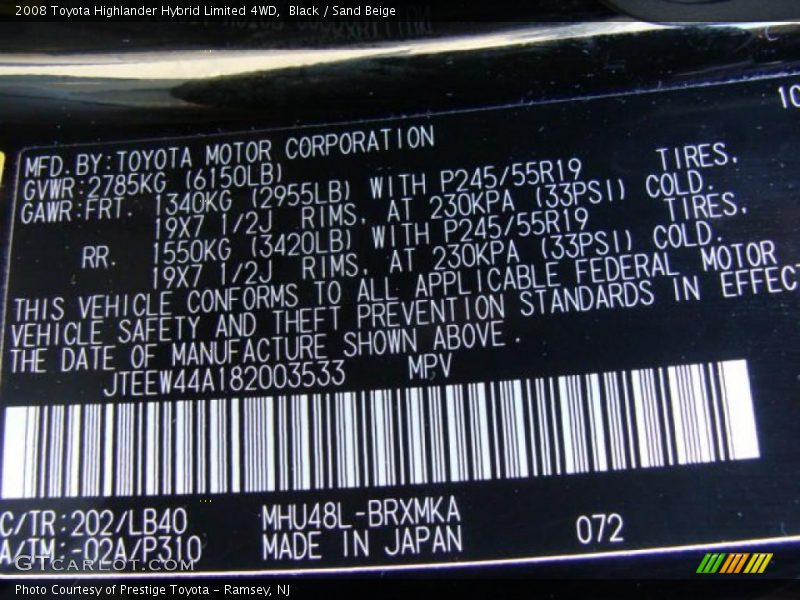 2008 Toyota Highlander Hybrid Limited 4WD,  Black / Sand Beige
10
MFD.BY:TOYOTA MOTOR CORPORATION
GVWR:2785KG (6150LB)
GAWR:FRT. 1340KG (2955LB) WITH P245/55R19 TIRES,
19X7 1/2J RIMS, AT 230KPA (33PSI) COLD.
RR. 1550KG (3420LB) WITH P245/55R19 TIRES,
19X7 1/2J RIMS, AT 230KPA (33PSI) COLD.
THIS VEHICLE CONFORMS TO ALL APPLICABLE FEDERAL MOTOR
VEHICLE SAFETY AND THEFT PREVENTION STANDARDS IN EFFECT
THE DATE OF MANUFACTURE SHOWN ABOVE.
JTEEW44A182003533 MPV
C/TR:202/LB40 MHU48L-BRXMKA 072
A/TM:-02A/P310 MADE IN JAPAN
GTcarlot.com
Photo Courtesy of Prestige Toyota - Ramsey, NJ